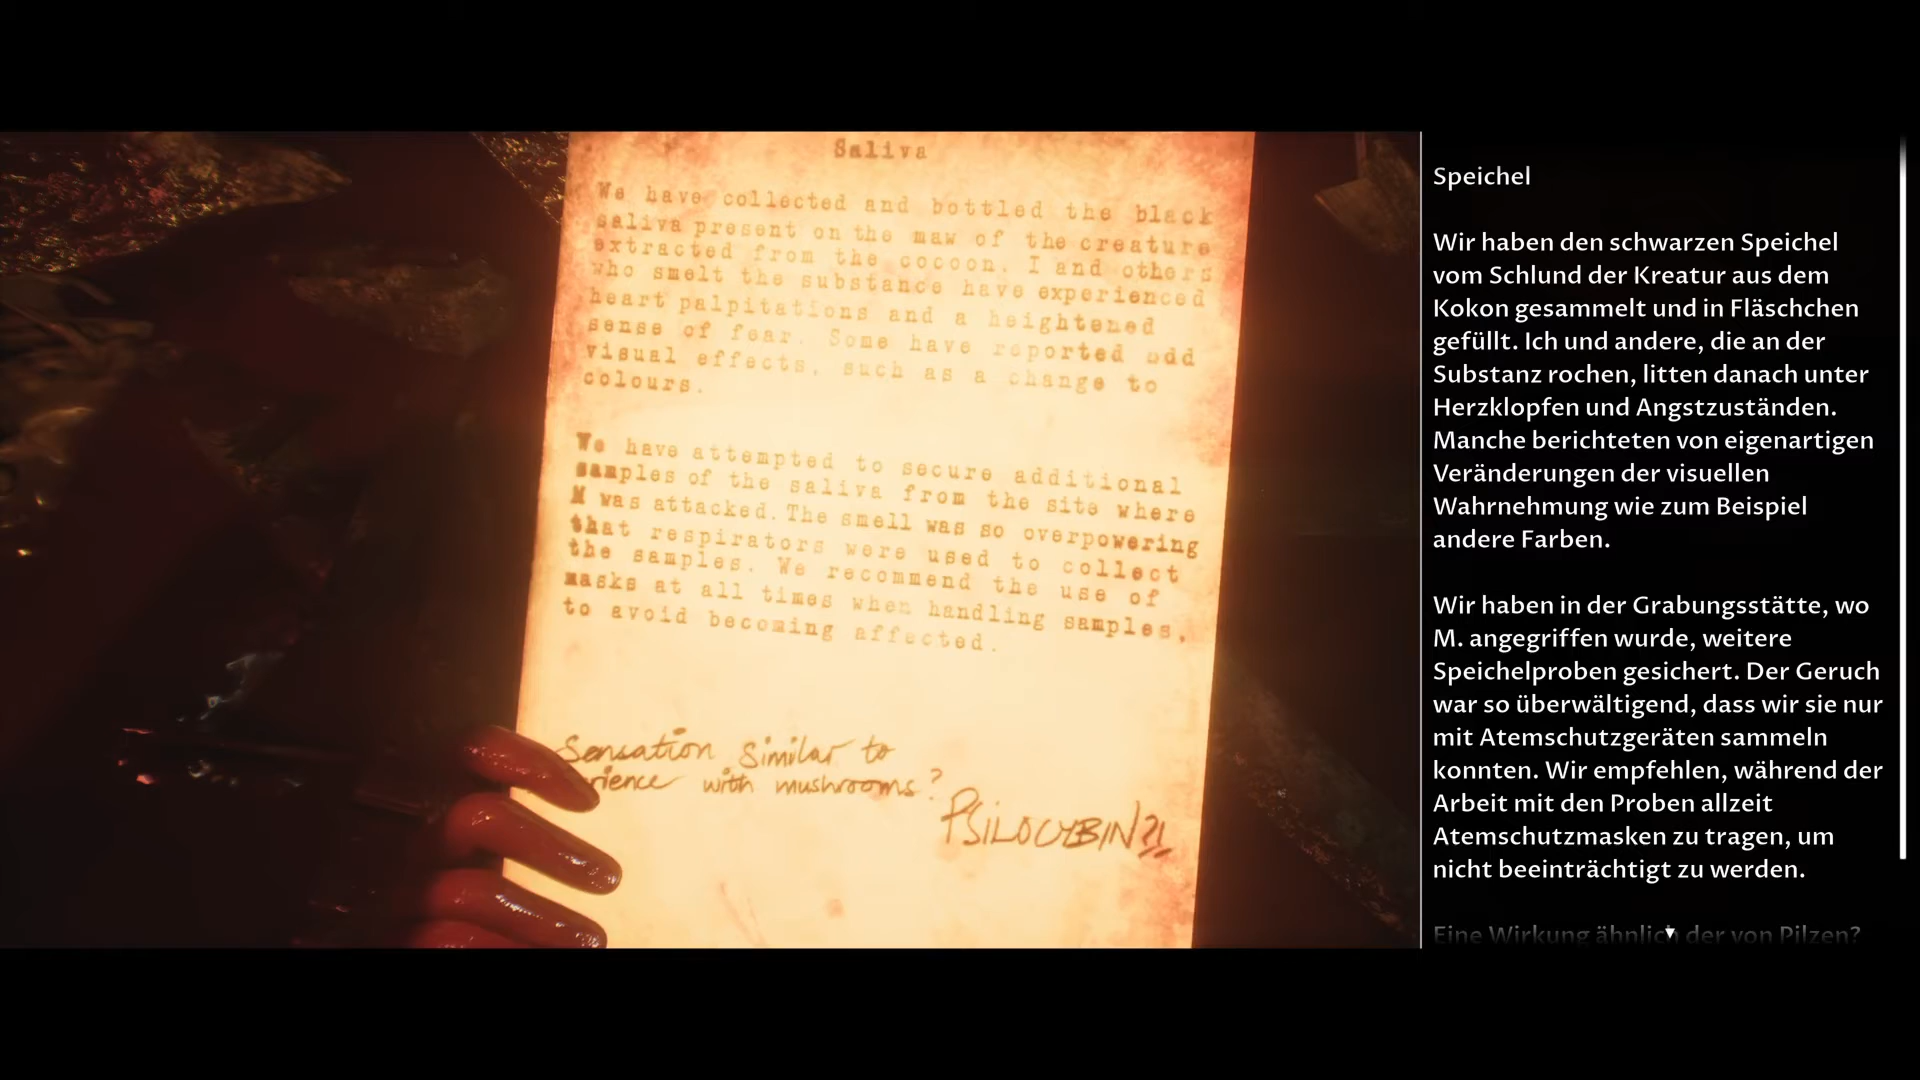 Saliva
We have collected and bottled the black
saliva present on the maw of the creature
extracted from the cocoon. I and others
who smelt the substance have experienced
heart palpitations and a heightened
sense of fear. Some have reported odd
visual effects, such as a change to
colours.
We have attempted to secure additional
samples of the saliva from the site where
M was attacked. The smell was so overpowering
that respirators were used to collect
the samples. We recommend the use of
masks at all times when handling samples,
to avoid becoming affected.
Sensation similar to
rience with mushrooms?
PSILOCYBIN?!
Speichel
Wir haben den schwarzen Speichel
vom Schlund der Kreatur aus dem
Kokon gesammelt und in Fläschchen
gefüllt. Ich und andere, die an der
Substanz rochen, litten danach unter
Herzklopfen und Angstzuständen.
Manche berichteten von eigenartigen
Veränderungen der visuellen
Wahrnehmung wie zum Beispiel
andere Farben.
Wir haben in der Grabungsstätte, wo
M. angegriffen wurde, weitere
Speichelproben gesichert. Der Geruch
war so überwältigend, dass wir sie nur
mit Atemschutzgeräten sammeln
konnten. Wir empfehlen, während der
Arbeit mit den Proben allzeit
Atemschutzmasken zu tragen, um
nicht beeinträchtigt zu werden.
Eine Wirkung ähnlich der von Pilzen?